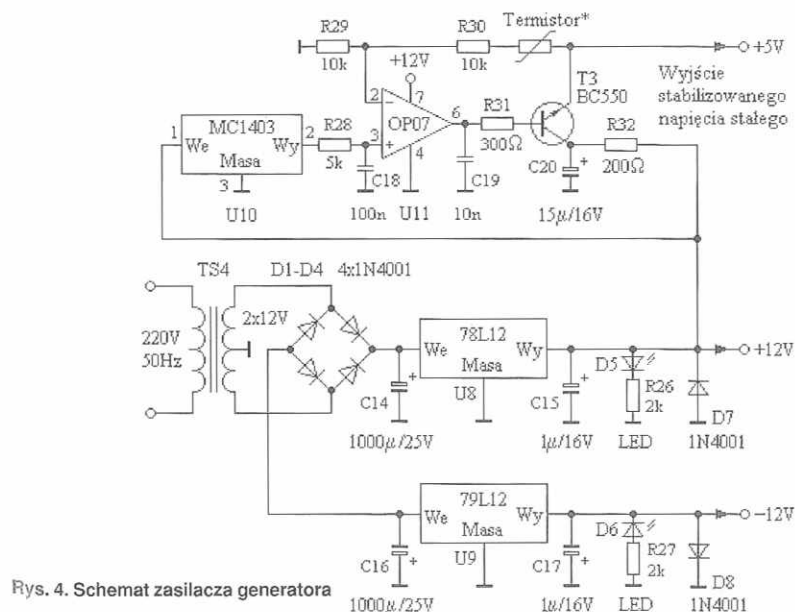 R29
10k
R30
10k
Termistor*
+5V
+12V
T3
BC550
Wyjście
stabilizowanego
napięcia stałego
MC1403
1
We
Wy
2
Masa
3
U10
R28
5k
2
3
7
6
4
−
+
OP07
C18
100n
U11
R31
300Ω
C19
10n
C20
+
15µ/16V
R32
200Ω
TS4
D1-D4 4x1N4001
220V
50Hz
2x12V
78L12
We
Wy
Masa
U8
C14
+
1000µ/25V
C15
+
1µ/16V
D5
R26
2k
LED
D7
1N4001
+12V
79L12
We
Wy
Masa
U9
C16
+
1000µ/25V
C17
+
1µ/16V
D6
R27
2k
LED
D8
1N4001
−12V
Rys. 4. Schemat zasilacza generatora